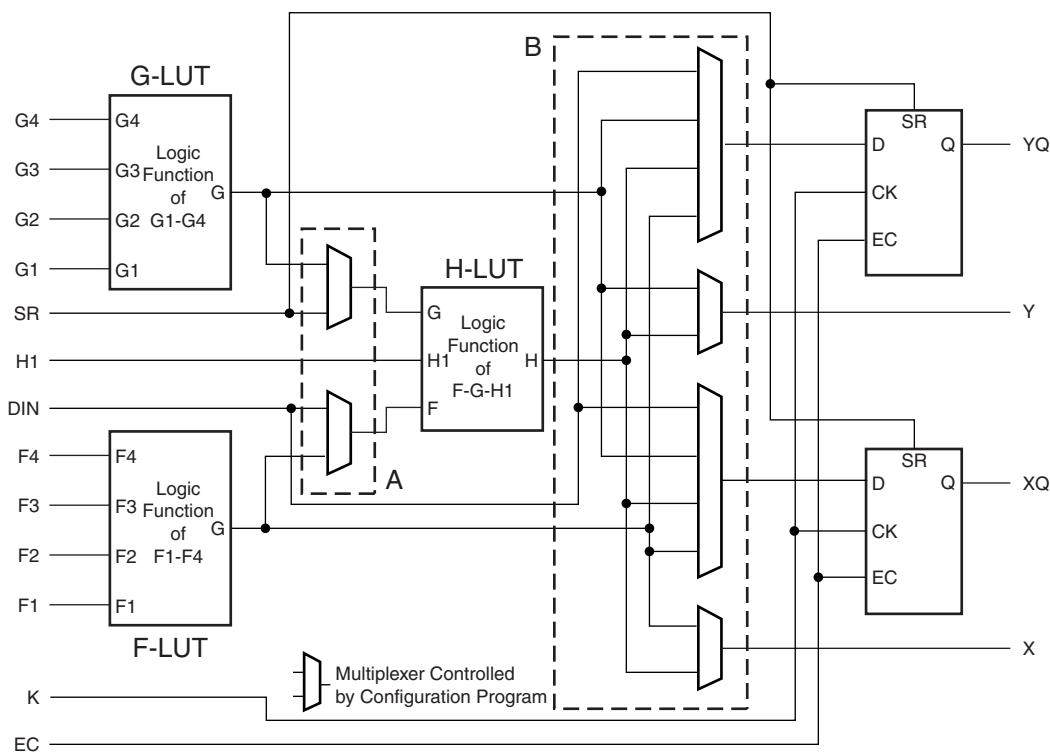 B
G-LUT
G4
G4
G3
G3
G2
G2
G1
G1
Logic
Function
of
G1-G4
G
SR
H1
DIN
H-LUT
G
H1
F
Logic
Function
of
F-G-H1
H
A
F4
F4
F3
F3
F2
F2
F1
F1
Logic
Function
of
F1-F4
G
F-LUT
K
EC
Multiplexer Controlled
by Configuration Program
SR
D
Q
CK
EC
YQ
Y
SR
D
Q
CK
EC
XQ
X